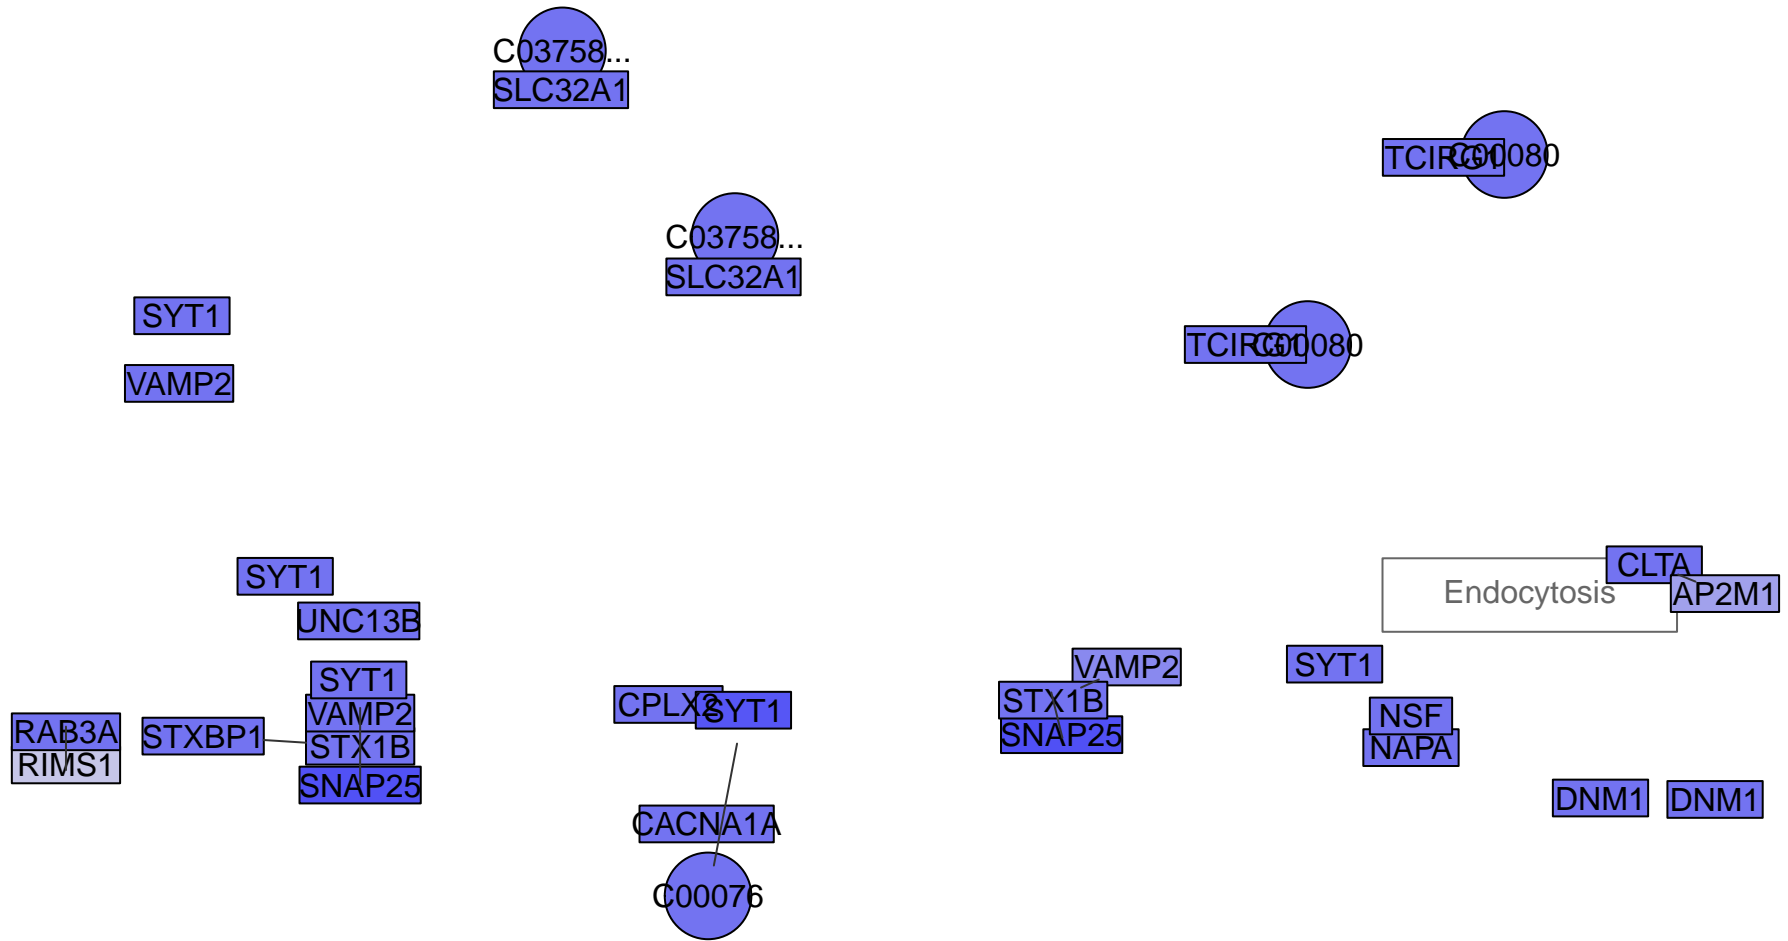 C03758...
SLC32A1
TCIRG1
C00080
C03758...
SLC32A1
SYT1
TCIRG1
C00080
VAMP2
SYT1
UNC13B
CLTA
Endocytosis
AP2M1
SYT1
VAMP2
STX1B
SNAP25
RAB3A
RIMS1
STXBP1
CPLX2
SYT1
VAMP2
STX1B
SNAP25
SYT1
NSF
NAPA
DNM1
DNM1
CACNA1A
C00076